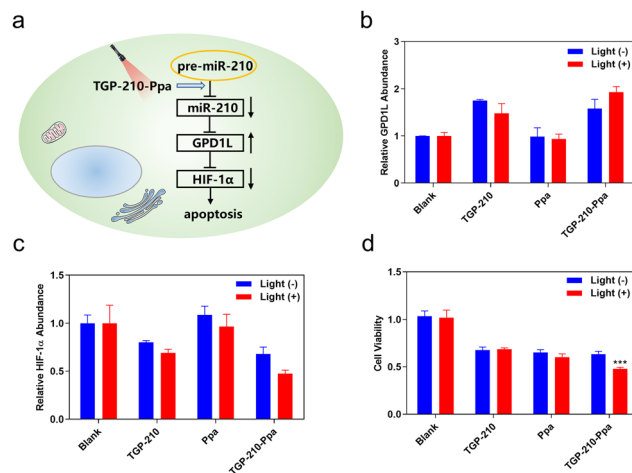 a
pre-miR-210
TGP-210-Ppa
miR-210
GPD1L
HIF-1α
apoptosis
b
Relative GPD1L Abundance
3
2
1
0
Light (-)
Light (+)
Blank
TGP-210
Ppa
TGP-210-Ppa
c
Relative HIF-1α Abundance
1.5
1.0
0.5
0.0
Light (-)
Light (+)
Blank
TGP-210
Ppa
TGP-210-Ppa
d
Cell Viability
1.5
1.0
0.5
0.0
Light (-)
Light (+)
***
Blank
TGP-210
Ppa
TGP-210-Ppa